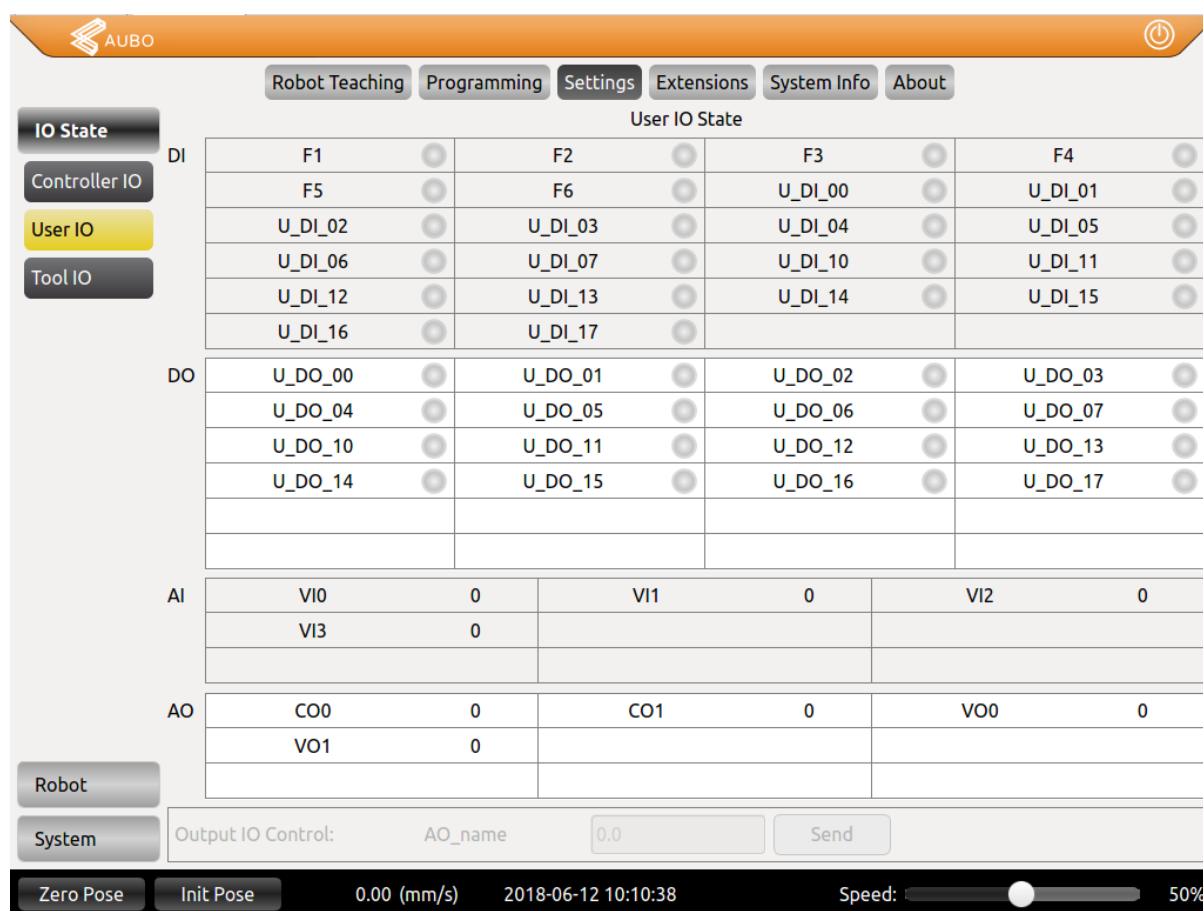 AUBO
Robot Teaching Programming Settings Extensions System Info About
User IO State
IO State
Controller IO
User IO
Tool IO
DI F1 F2 F3 F4
F5 F6 U_DI_00 U_DI_01
U_DI_02 U_DI_03 U_DI_04 U_DI_05
U_DI_06 U_DI_07 U_DI_10 U_DI_11
U_DI_12 U_DI_13 U_DI_14 U_DI_15
U_DI_16 U_DI_17
DO U_DO_00 U_DO_01 U_DO_02 U_DO_03
U_DO_04 U_DO_05 U_DO_06 U_DO_07
U_DO_10 U_DO_11 U_DO_12 U_DO_13
U_DO_14 U_DO_15 U_DO_16 U_DO_17
AI VI0 0 VI1 0 VI2 0
VI3 0
AO CO0 0 CO1 0 VO0 0
VO1 0
Robot
System
Output IO Control: AO_name 0.0 Send
Zero Pose Init Pose 0.00 (mm/s) 2018-06-12 10:10:38 Speed: 50%